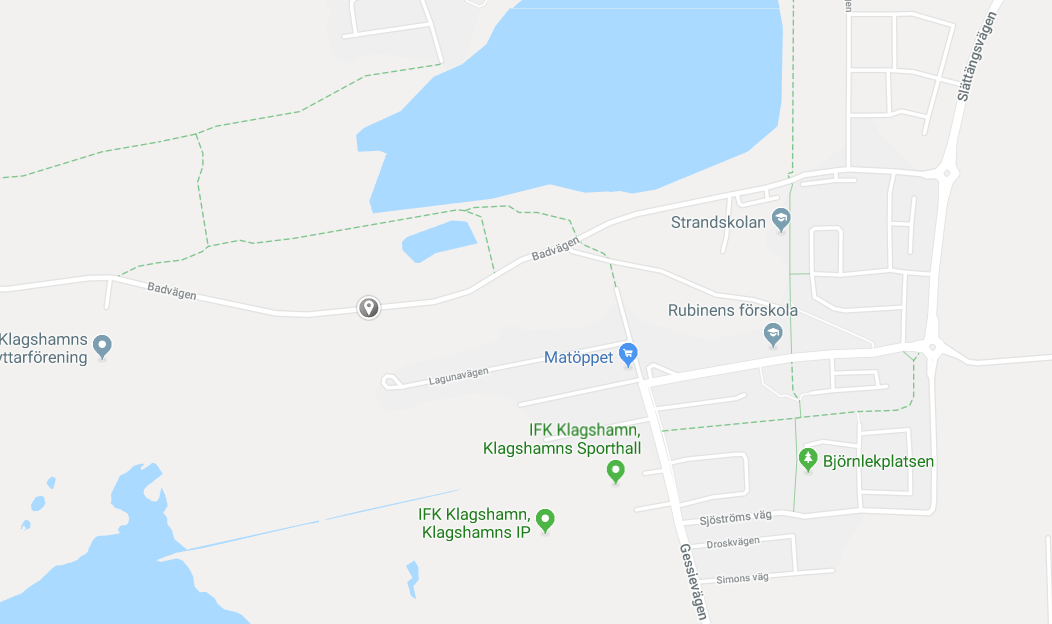 Slättängsvägen
Strandskolan
Badvägen
Badvägen
Rubinens förskola
Klagshamns
yttarförening
Matöppet
Lagunavägen
IFK Klagshamn,
Klagshamns Sporthall
Björnlekplatsen
IFK Klagshamn,
Klagshamns IP
Sjöströms väg
Droskvägen
Simons väg
Gessievägen